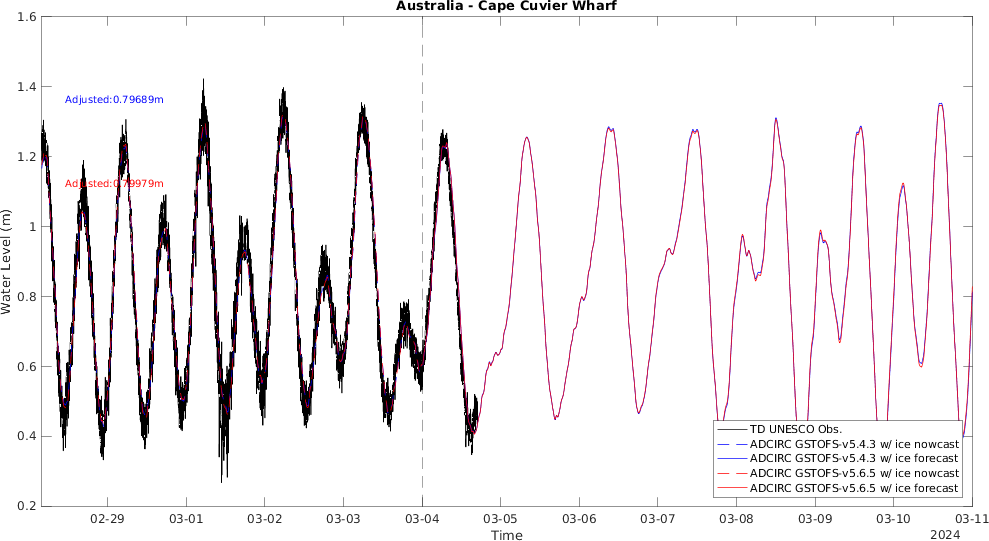 Australia - Cape Cuvier Wharf
1.6
1.4
1.2
1
0.8
0.6
0.4
0.2
Water Level (m)
Adjusted:0.79689m
Adjusted:0.79979m
TD UNESCO Obs.
ADCIRC GSTOFS-v5.4.3 w/ ice nowcast
ADCIRC GSTOFS-v5.4.3 w/ ice forecast
ADCIRC GSTOFS-v5.6.5 w/ ice nowcast
ADCIRC GSTOFS-v5.6.5 w/ ice forecast
02-29 03-01 03-02 03-03 03-04 03-05 03-06 03-07 03-08 03-09 03-10 03-11
Time
2024